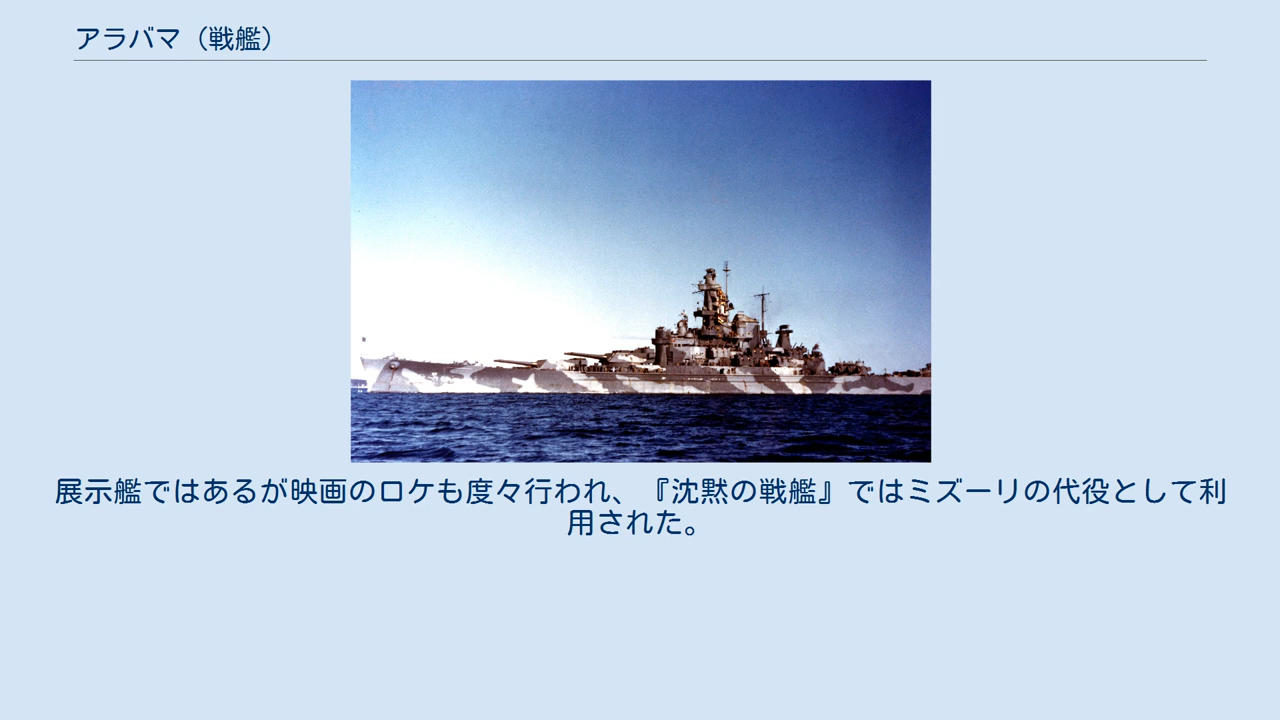 アラバマ（戦艦）
展示艦ではあるが映画のロケも度々行われ、『沈黙の戦艦』ではミズーリの代役として利
用された。